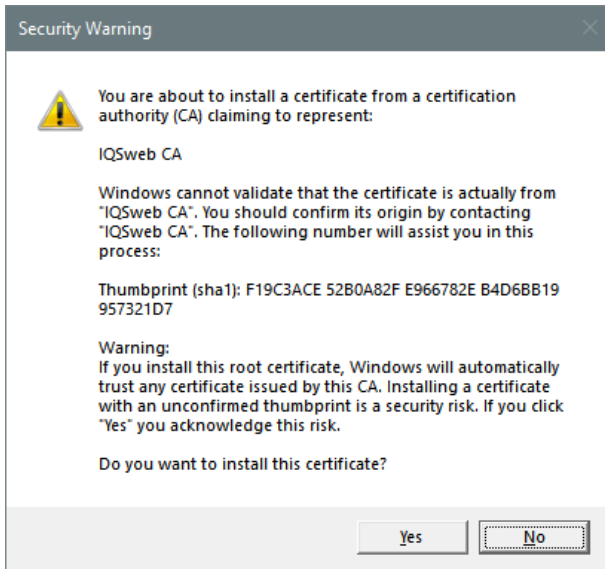 Security Warning
You are about to install a certificate from a certification
authority (CA) claiming to represent:
IQSweb CA
Windows cannot validate that the certificate is actually from
"IQSweb CA". You should confirm its origin by contacting
"IQSweb CA". The following number will assist you in this
process:
Thumbprint (sha1): F19C3ACE 52B0A82F E966782E B4D6BB19
957321D7
Warning:
If you install this root certificate, Windows will automatically
trust any certificate issued by this CA. Installing a certificate
with an unconfirmed thumbprint is a security risk. If you click
"Yes" you acknowledge this risk.
Do you want to install this certificate?
Yes
No